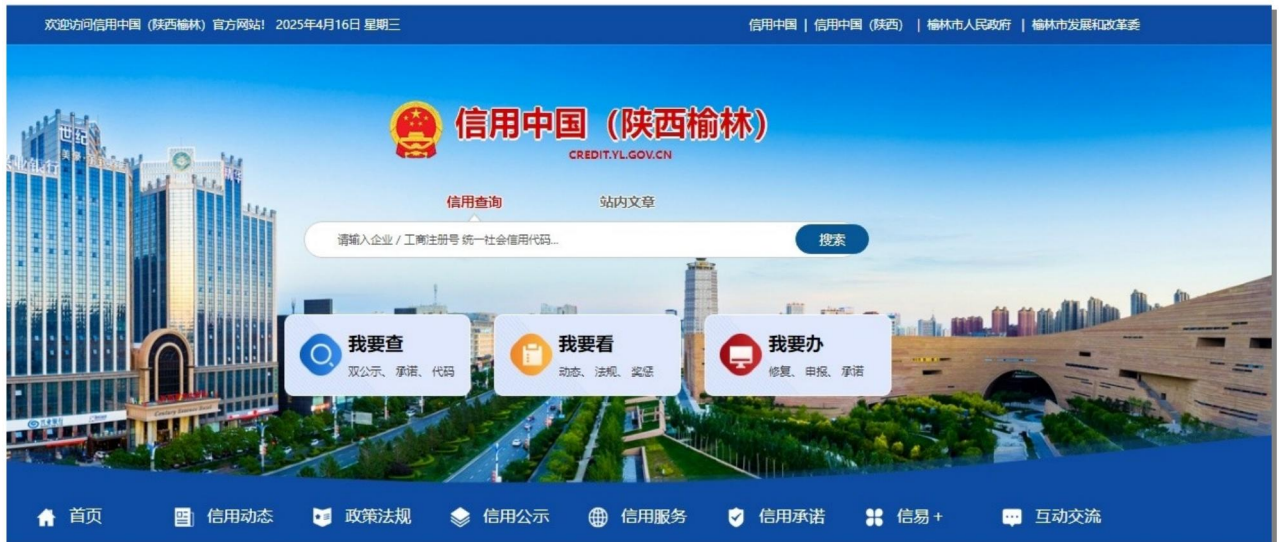 欢迎访问信用中国（陕西榆林）官方网站！ 2025年4月16日 星期三
信用中国 | 信用中国（陕西） | 榆林市人民政府 | 榆林市发展和改革委
信用中国（陕西榆林）
CREDIT.YL.GOV.CN
信用查询 站内文章
请输入企业 / 工商注册号 统一社会信用代码...
搜索
世纪
我要查
双公示、承诺、代码
我要看
动态、法规、奖惩
我要办
修复、申报、承诺
首页 信用动态 政策法规 信用公示 信用服务 信用承诺 信易+ 互动交流